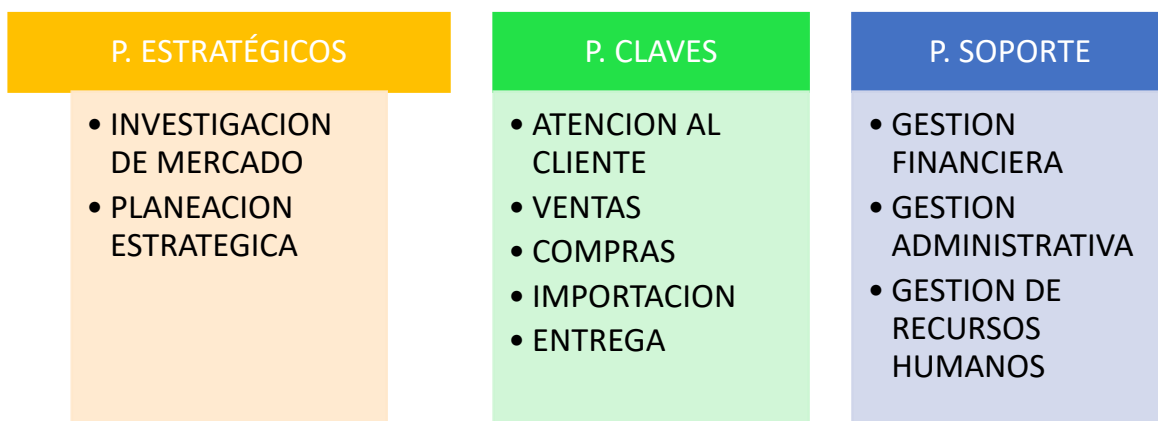 P. ESTRATÉGICOS
• INVESTIGACION
DE MERCADO
• PLANEACION
ESTRATEGICA
P. CLAVES
• ATENCION AL
CLIENTE
• VENTAS
• COMPRAS
• IMPORTACION
• ENTREGA
P. SOPORTE
• GESTION
FINANCIERA
• GESTION
ADMINISTRATIVA
• GESTION DE
RECURSOS
HUMANOS